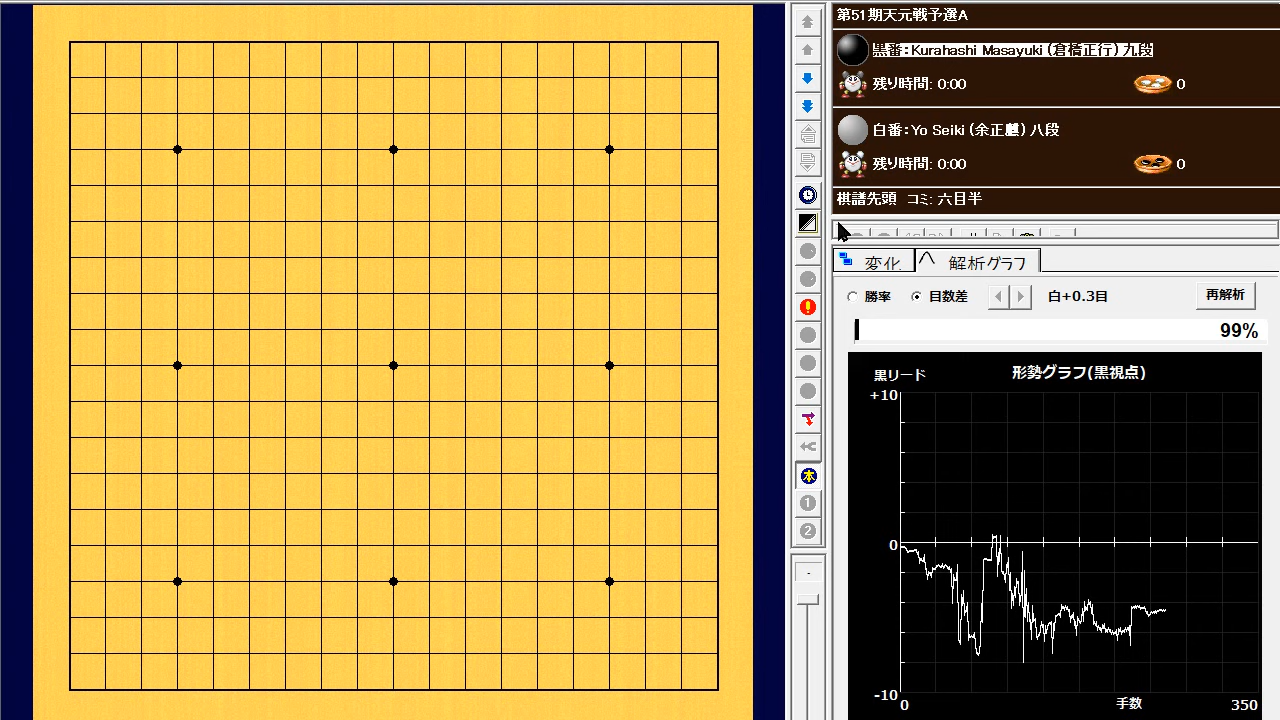 第51期天元戦予選A
黒番:Kurahashi Masayuki (倉橋正行) 九段
残り時間: 0:00
0
白番:Yo Seiki (余正麒) 八段
残り時間: 0:00
0
棋譜先頭 コミ: 六目半
変化 解析グラフ
勝率 目数差 白+0.3目 再解析
99%
黒リード 形勢グラフ(黒視点)
+10
0
-10
0 手数 350
本
1
2
-